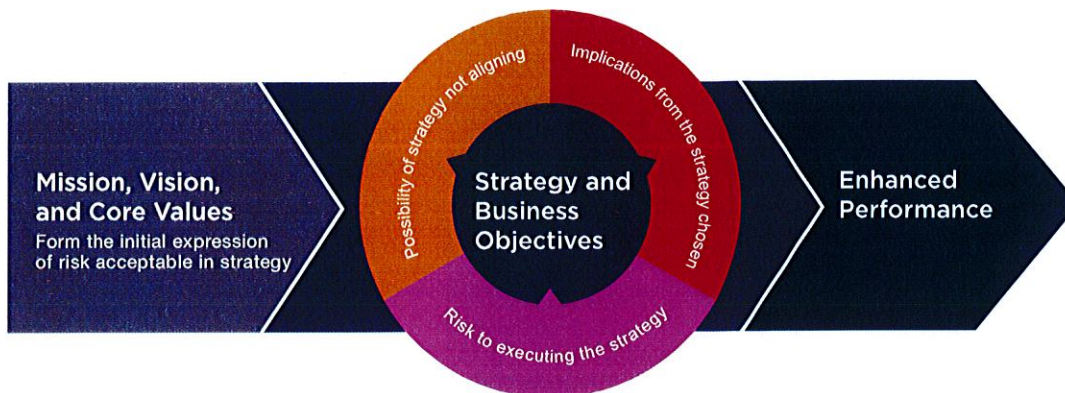 Mission, Vision,
and Core Values
Form the initial expression
of risk acceptable in strategy
Possibility of strategy not aligning
Implications from the strategy chosen
Strategy and
Business
Objectives
Risk to executing the strategy
Enhanced
Performance